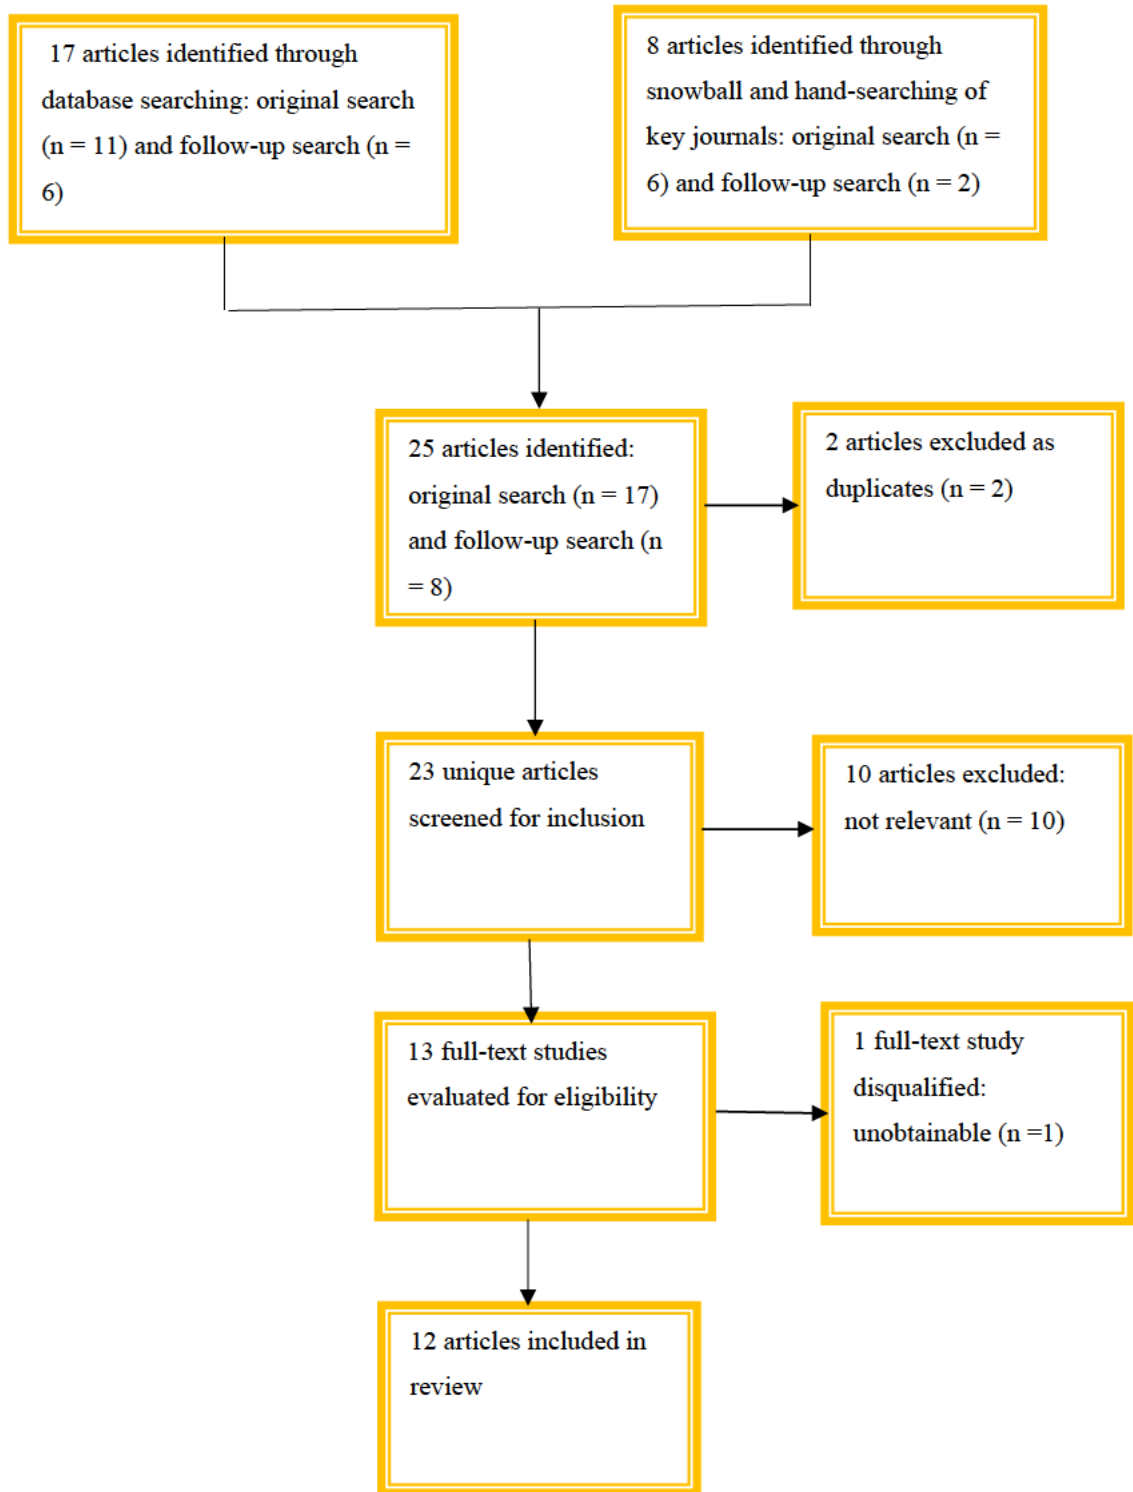 17 articles identified through
database searching: original search
(n = 11) and follow-up search (n =
6)
8 articles identified through
snowball and hand-searching of
key journals: original search (n =
6) and follow-up search (n = 2)
25 articles identified:
original search (n = 17)
and follow-up search (n
= 8)
2 articles excluded as
duplicates (n = 2)
23 unique articles
screened for inclusion
10 articles excluded:
not relevant (n = 10)
13 full-text studies
evaluated for eligibility
1 full-text study
disqualified:
unobtainable (n =1)
12 articles included in
review